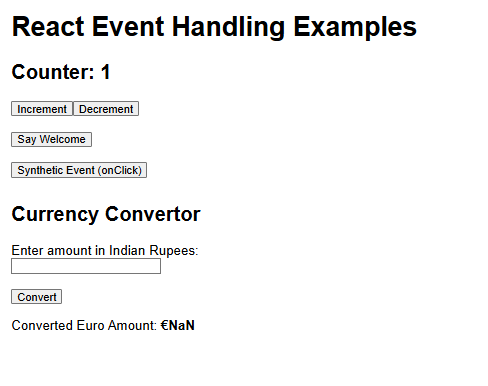 React Event Handling Examples
Counter: 1
Increment Decrement
Say Welcome
Synthetic Event (onClick)
Currency Convertor
Enter amount in Indian Rupees:
Convert
Converted Euro Amount: €NaN